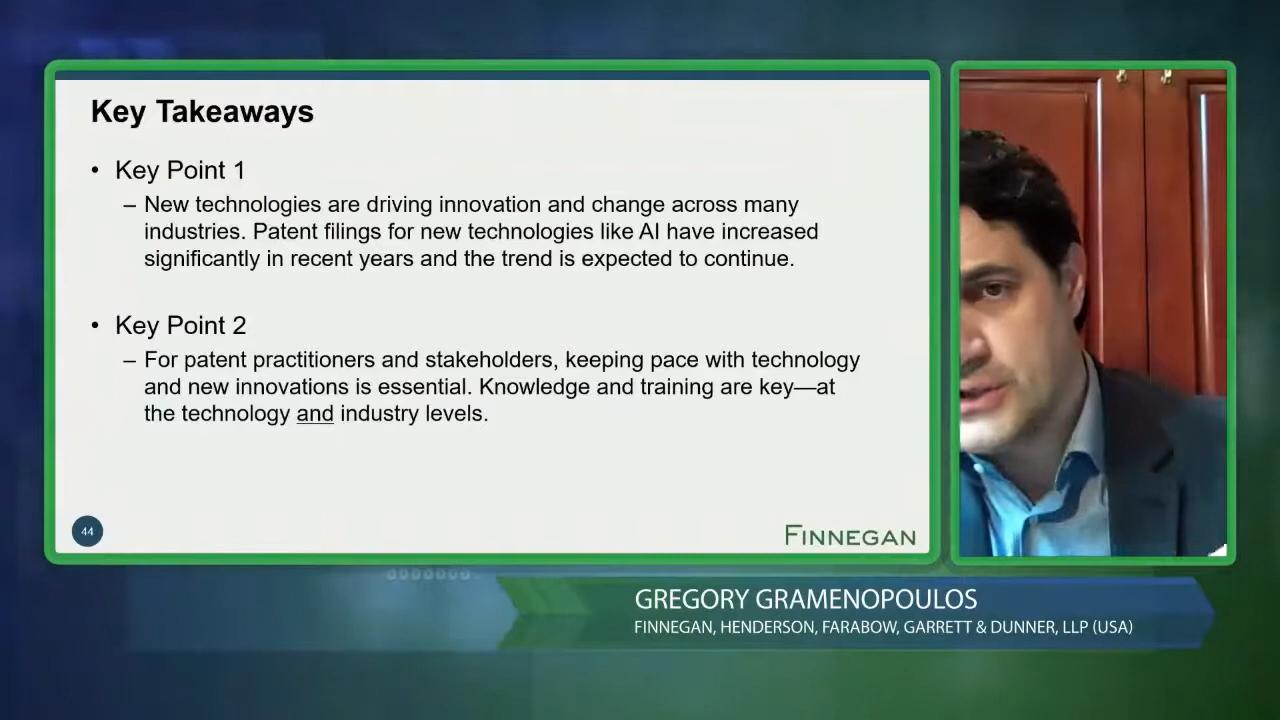 Key Takeaways
• Key Point 1
– New technologies are driving innovation and change across many
industries. Patent filings for new technologies like AI have increased
significantly in recent years and the trend is expected to continue.
• Key Point 2
– For patent practitioners and stakeholders, keeping pace with technology
and new innovations is essential. Knowledge and training are key—at
the technology and industry levels.
44
FINNEGAN
GREGORY GRAMENOPOULOS
FINNEGAN, HENDERSON, FARABOW, GARRETT & DUNNER, LLP (USA)